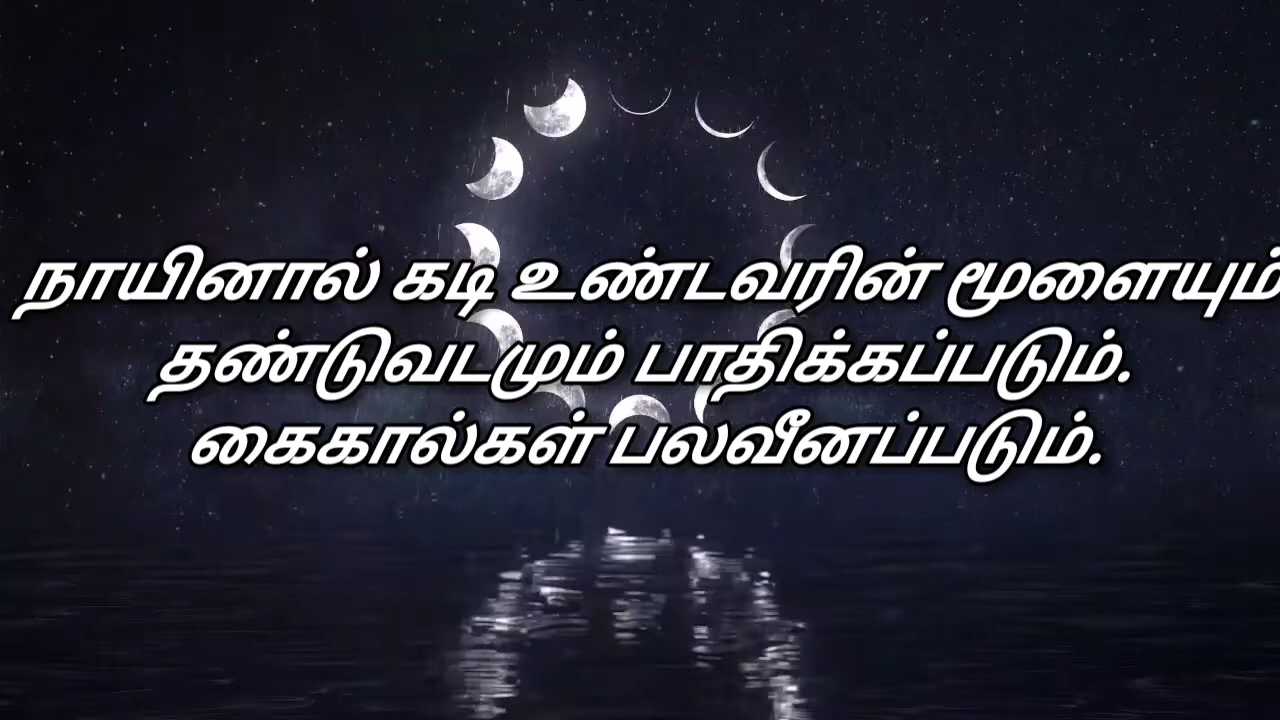 நாயினால் கடி உண்டவரின் மூளையும்
தண்டுவடமும் பாதிக்கப்படும்.
கைகால்கள் பலவீனப்படும்.